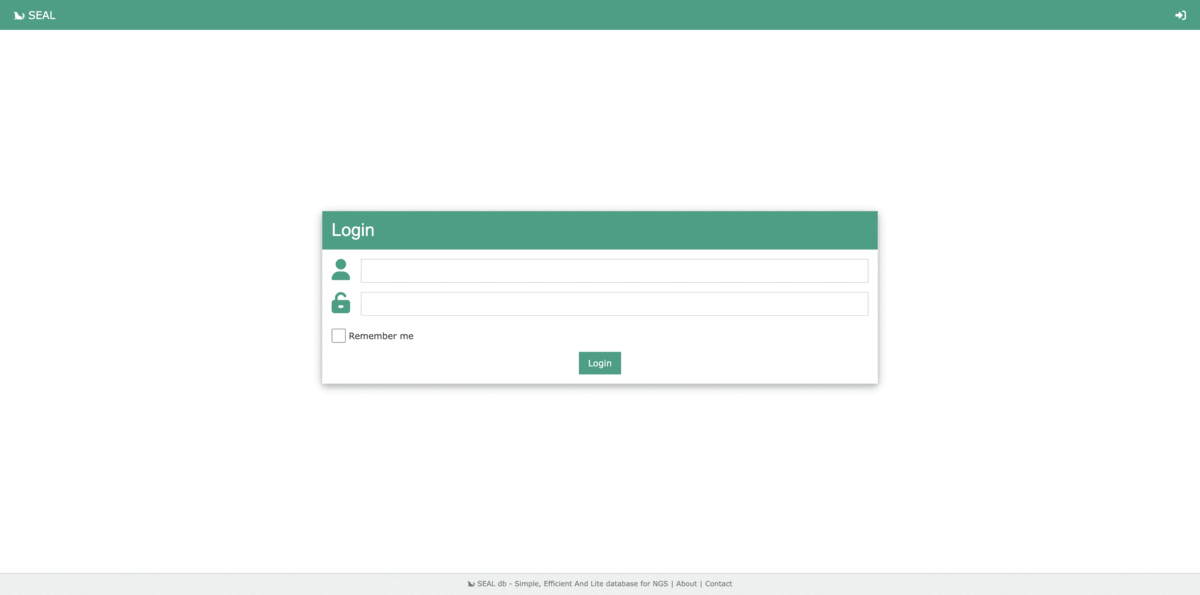 SEAL
Login
Remember me
Login
SEAL db - Simple, Efficient And Lite database for NGS | About | Contact